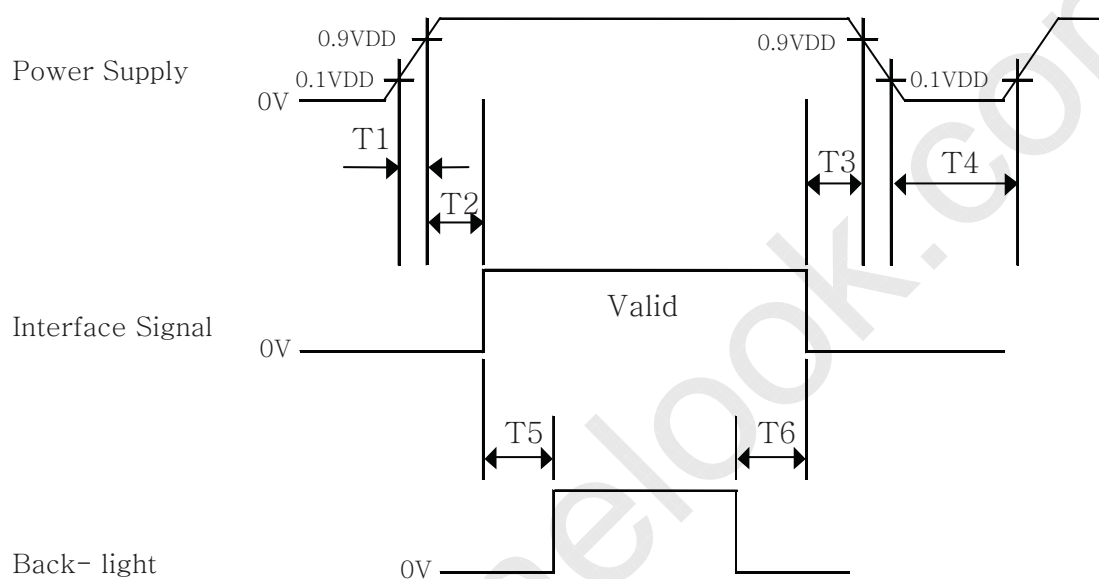 0.9VDD
0.9VDD
Power Supply
0.1VDD
0.1VDD
0V
T1
T3
T4
T2
Valid
Interface Signal
0V
T5
T6
Back- light
0V